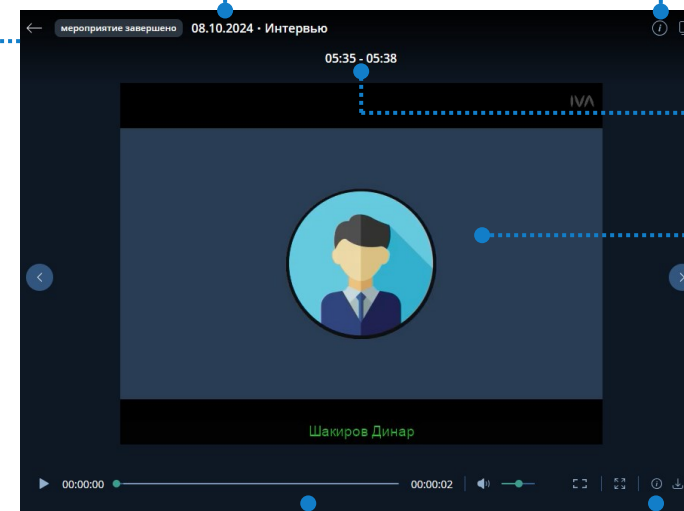 мероприятие завершено 08.10.2024 · Интервью
05:35 - 05:38
IVA
Шакиров Динар
00:00:00 00:00:02